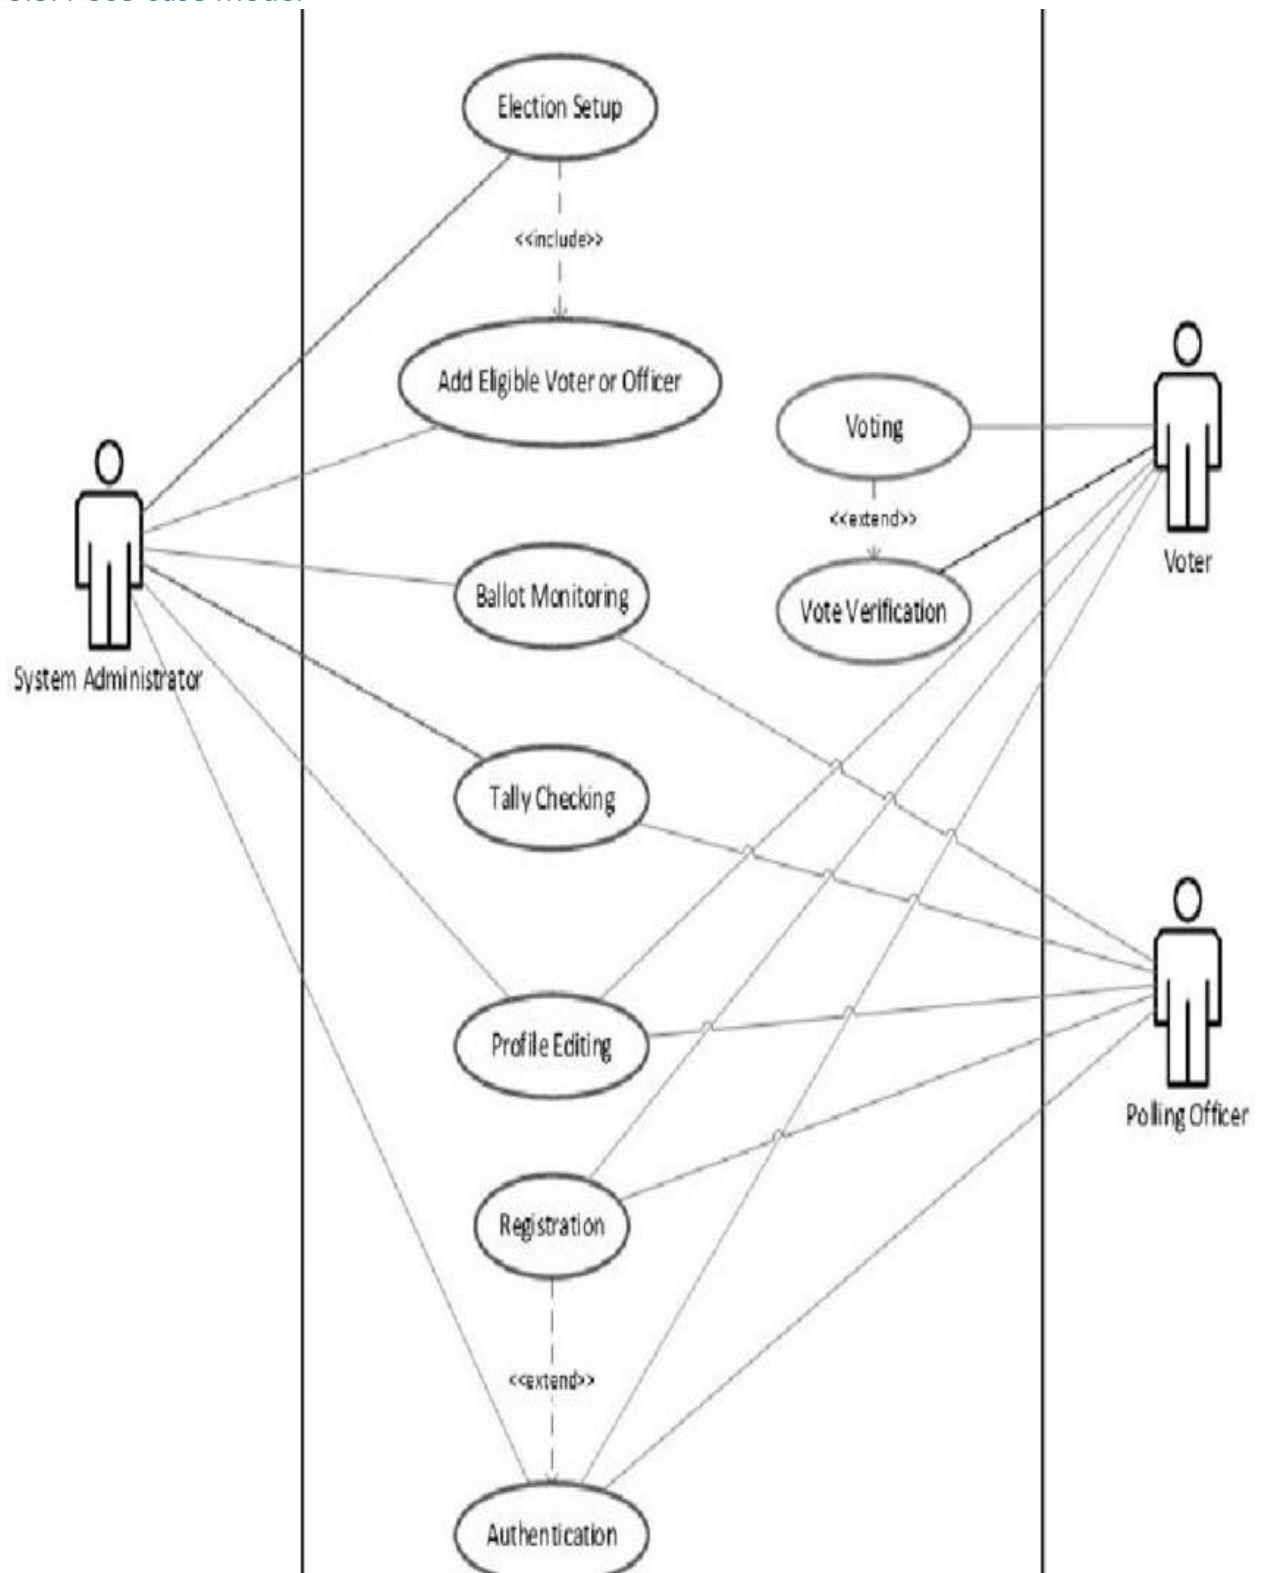 Election Setup
<<include>>
Add Eligible Voter or Officer
Voting
<<extend>>
Voter
Ballot Monitoring
Vote Verification
System Administrator
Tally Checking
Profile Editing
Polling Officer
Registration
<<extend>>
Authentication